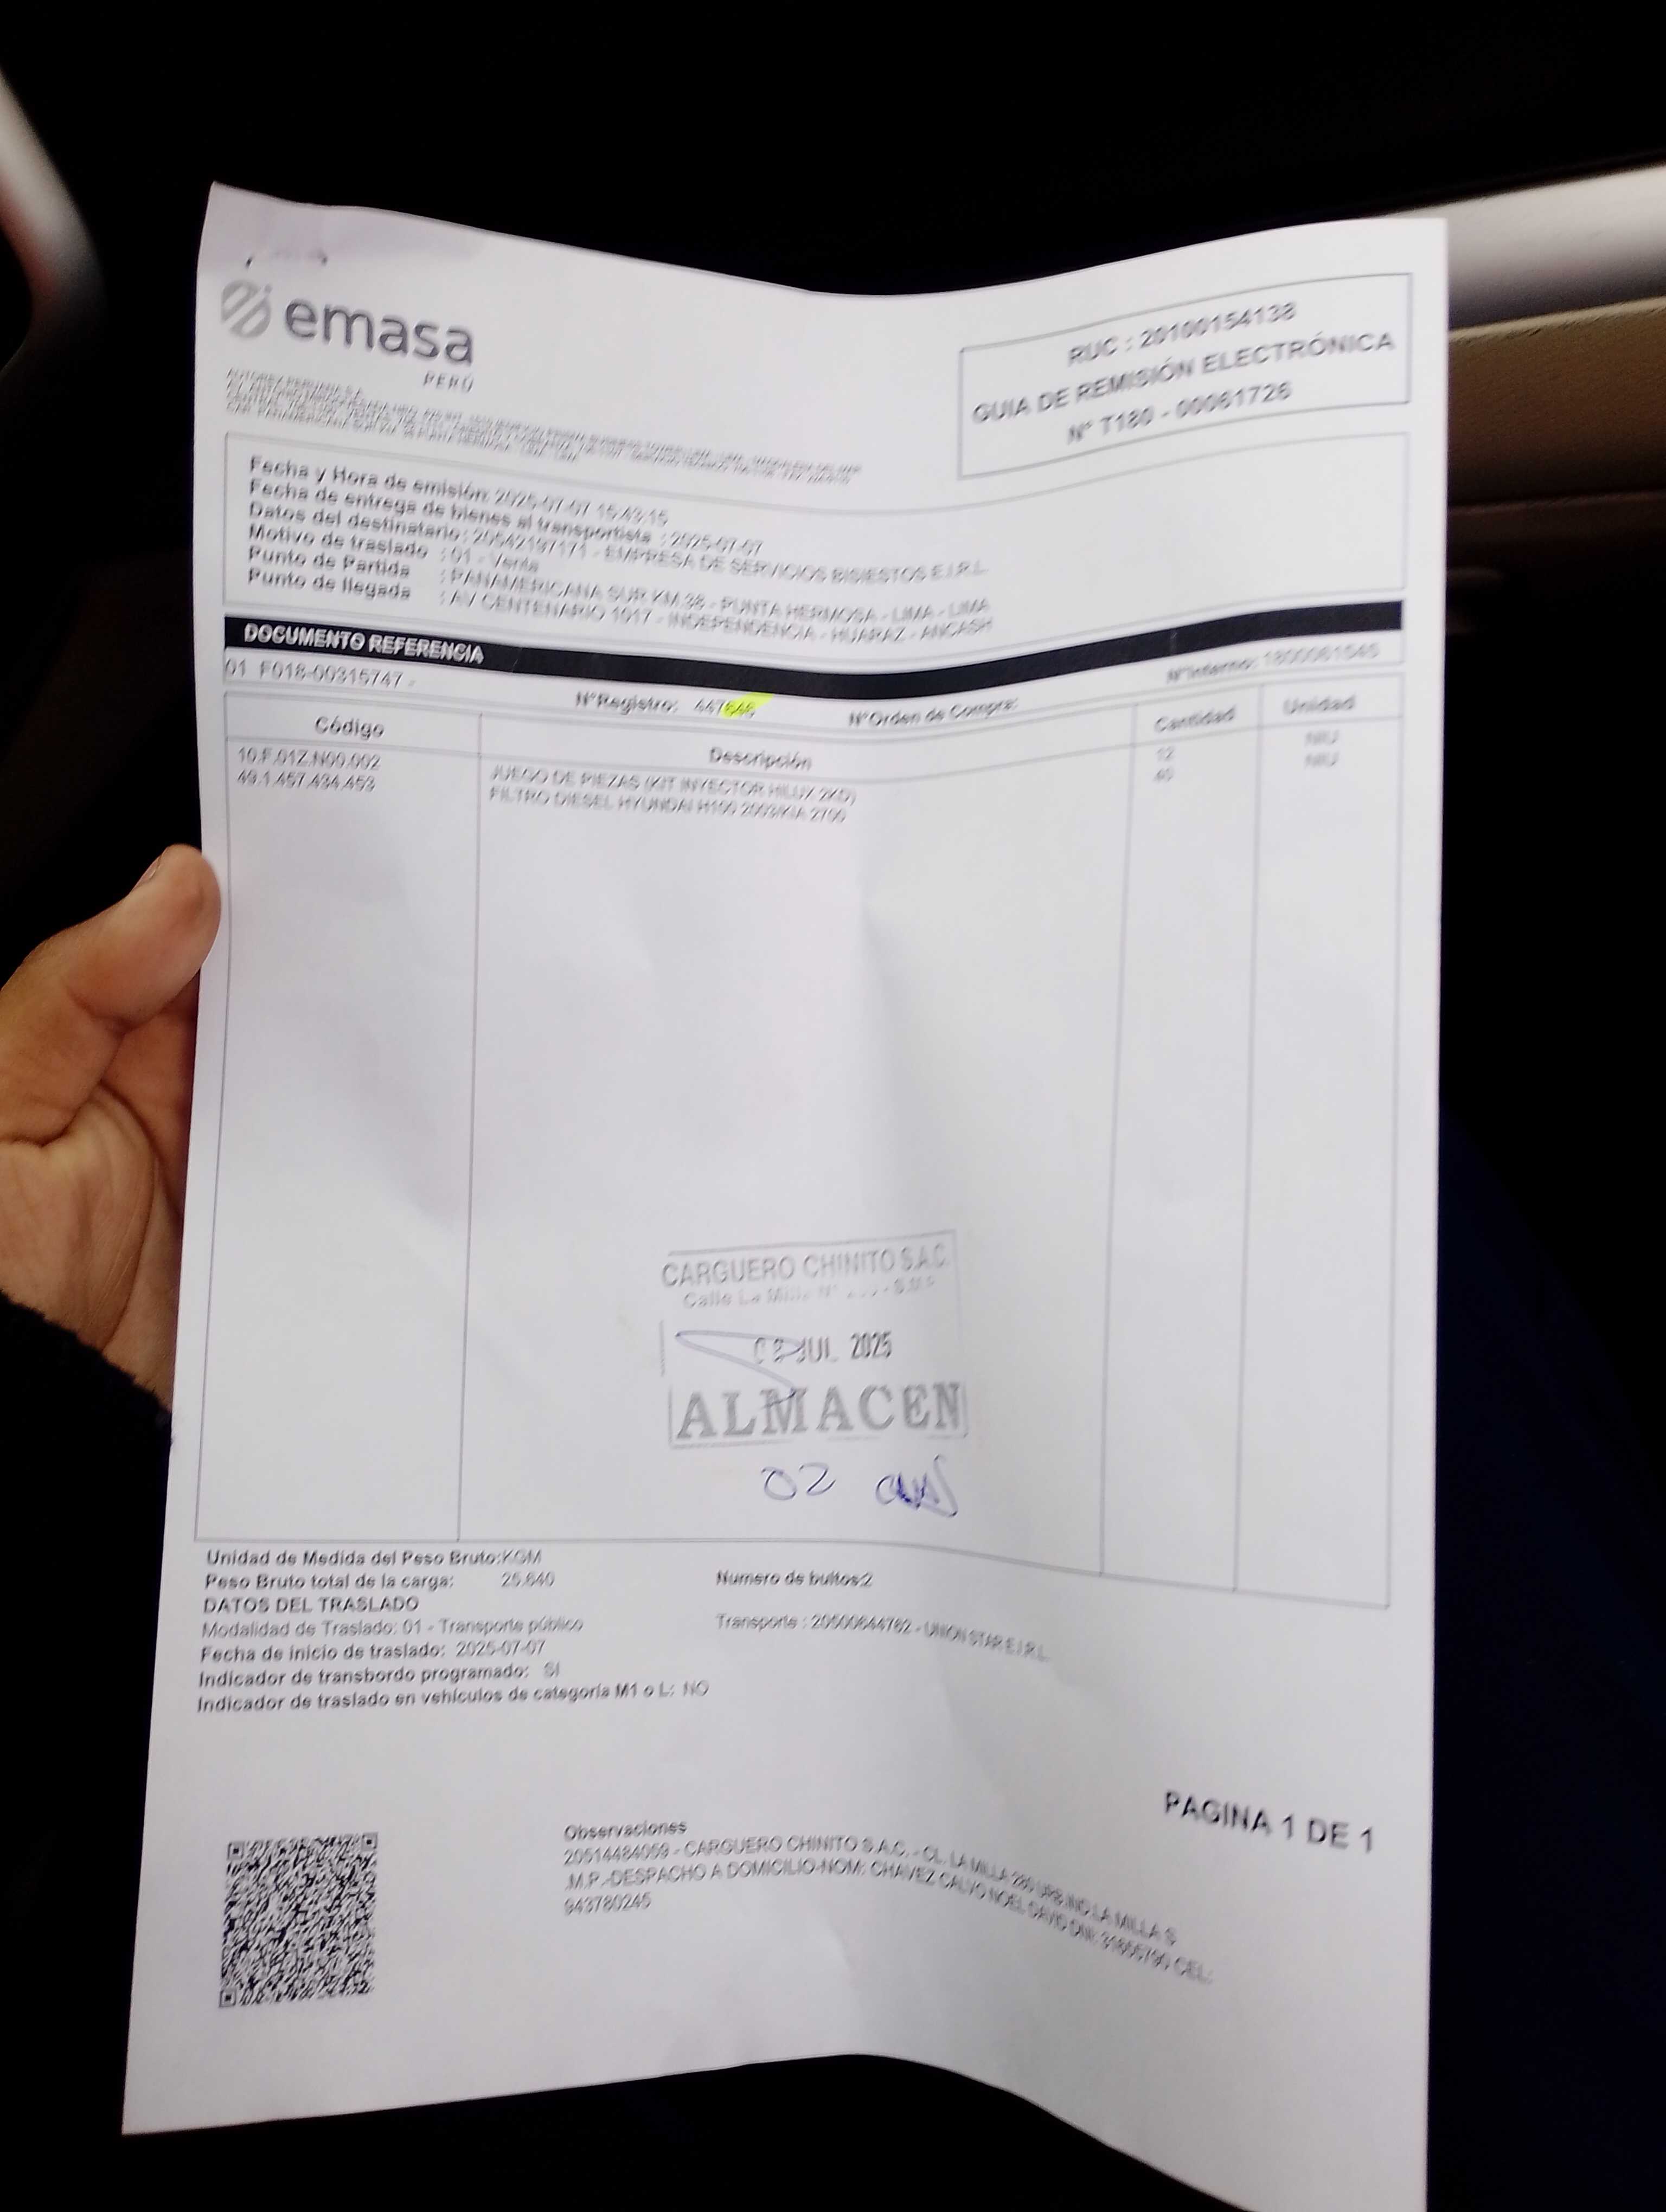 emasa
PERÚ
RUC : 20100154138
GUIA DE REMISIÓN ELECTRÓNICA
N° T180 - 00061726
Fecha y Hora de emisión: 2025-07-07 15:43:15
Fecha de entrega de bienes al transportista : 2025-07-07
Datos del destinatario : 20542197171 - EMPRESA DE SERVICIOS BISIESTOS E.I.R.L
Motivo de traslado : 01 - Venta
Punto de Partida : PANAMERICANA SUR KM.38 - PUNTA HERMOSA - LIMA - LIMA
Punto de llegada : AV CENTENARIO 1017 - INDEPENDENCIA - HUARAZ - ANCASH
DOCUMENTO REFERENCIA
01 F018-00315747 - N°Registro: N°Orden de Compra: N°Interno:
Código Descripción Cantidad Unidad
10.F.01Z.N00.002 JUEGO DE PIEZAS (KIT INYECTOR HILUX 2KD) 12 NIU
49.1.457.434.453 FILTRO DIESEL HYUNDAI H100 2003/KIA 2700 40 NIU
CARGUERO CHINITO S.A.C.
Calle La
JUL 2025
ALMACEN
02
Unidad de Medida del Peso Bruto:KGM
Peso Bruto total de la carga: 25.640 Numero de bultos:2
DATOS DEL TRASLADO
Modalidad de Traslado: 01 - Transporte público Transporte : 20500644762 - UNION STAR E.I.R.L.
Fecha de inicio de traslado: 2025-07-07
Indicador de transbordo programado: SI
Indicador de traslado en vehículos de categoría M1 o L: NO
PAGINA 1 DE 1
Observaciones
20514484059 - CARGUERO CHINITO S.A.C. - CL. LA MILLA LA MILLA S
.M.P.-DESPACHO A DOMICILIO-NOM: CHAVEZ CALVO NOEL DAVID DNI: CEL:
943780245